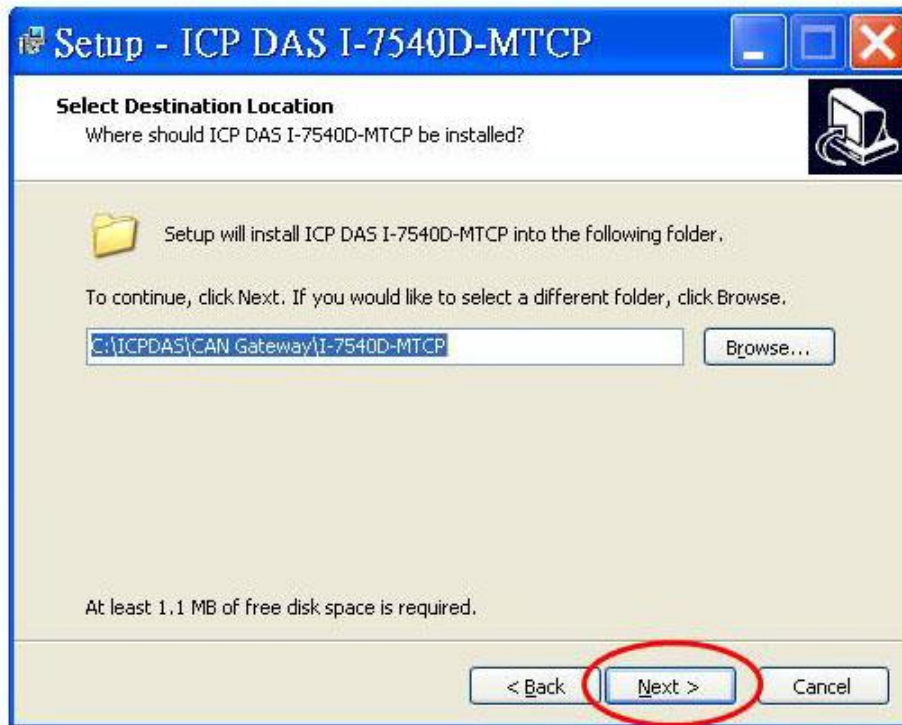 Setup - ICP DAS I-7540D-MTCP
Select Destination Location
Where should ICP DAS I-7540D-MTCP be installed?
Setup will install ICP DAS I-7540D-MTCP into the following folder.
To continue, click Next. If you would like to select a different folder, click Browse.
C:\ICPDAS\CAN Gateway\I-7540D-MTCP
Browse...
At least 1.1 MB of free disk space is required.
< Back
Next >
Cancel